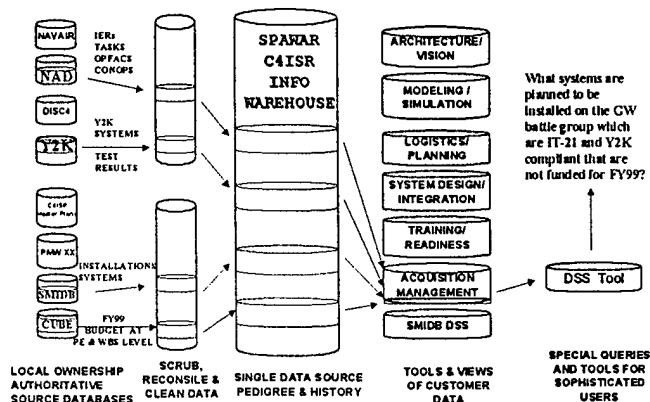 NAVAIR
NAD
DISC4
Y2K
Master Plans
PMW XX
SMIDB
CUBE
IERs
TASKS
OPFACS
CONOPS
Y2K
SYSTEMS
TEST
RESULTS
INSTALLATIONS
SYSTEMS
FY99
BUDGET AT
PE & WBS LEVEL
SPAWAR
C4ISR
INFO
WAREHOUSE
ARCHITECTURE/
VISION
MODELING /
SIMULATION
LOGISTICS/
PLANNING
SYSTEM DESIGN/
INTEGRATION
TRAINING/
READINESS
ACQUISITION
MANAGEMENT
SMIDB DSS
What systems are
planned to be
installed on the GW
battle group which
are IT-21 and Y2K
compliant that are
not funded for FY99?
DSS Tool
LOCAL OWNERSHIP
AUTHORITATIVE
SOURCE DATABASES
SCRUB,
RECONSILE &
CLEAN DATA
SINGLE DATA SOURCE
PEDIGREE & HISTORY
TOOLS & VIEWS
OF CUSTOMER
DATA
SPECIAL QUERIES
AND TOOLS FOR
SOPHISTICATED
USERS